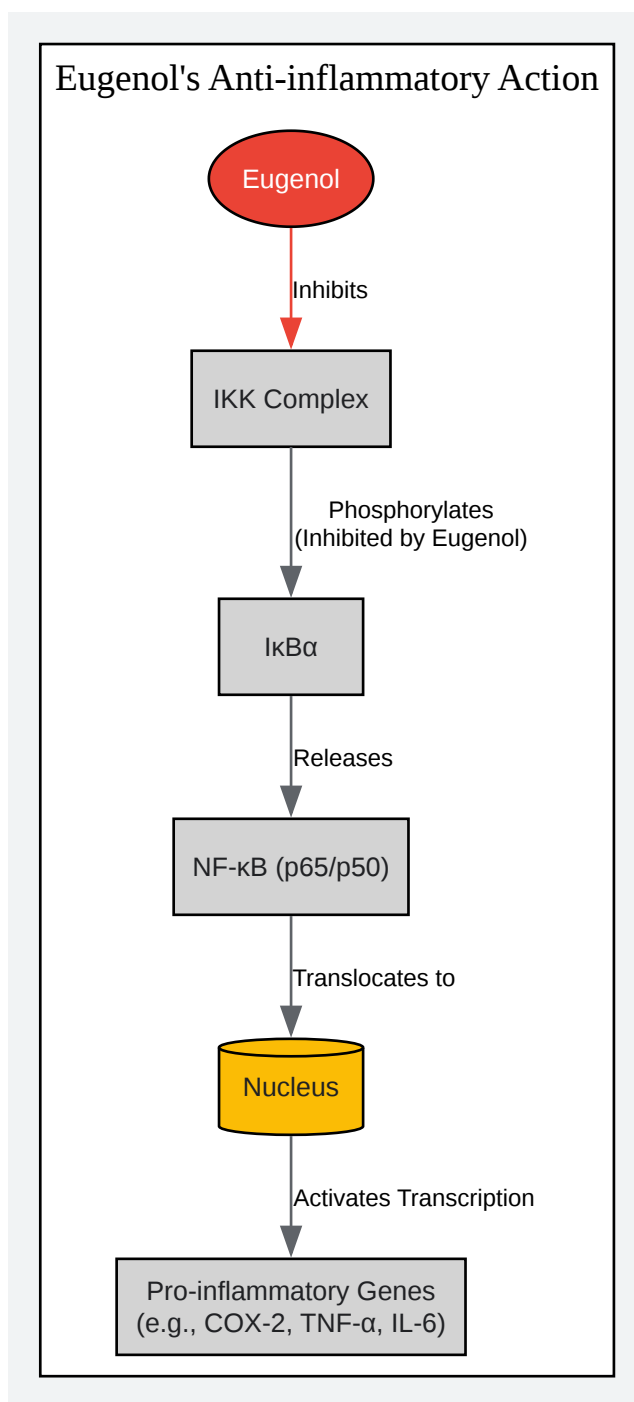 Eugenol's Anti-inflammatory Action
Eugenol
Inhibits
IKK Complex
Phosphorylates
(Inhibited by Eugenol)
IκBα
Releases
NF-κB (p65/p50)
Translocates to
Nucleus
Activates Transcription
Pro-inflammatory Genes
(e.g., COX-2, TNF-α, IL-6)